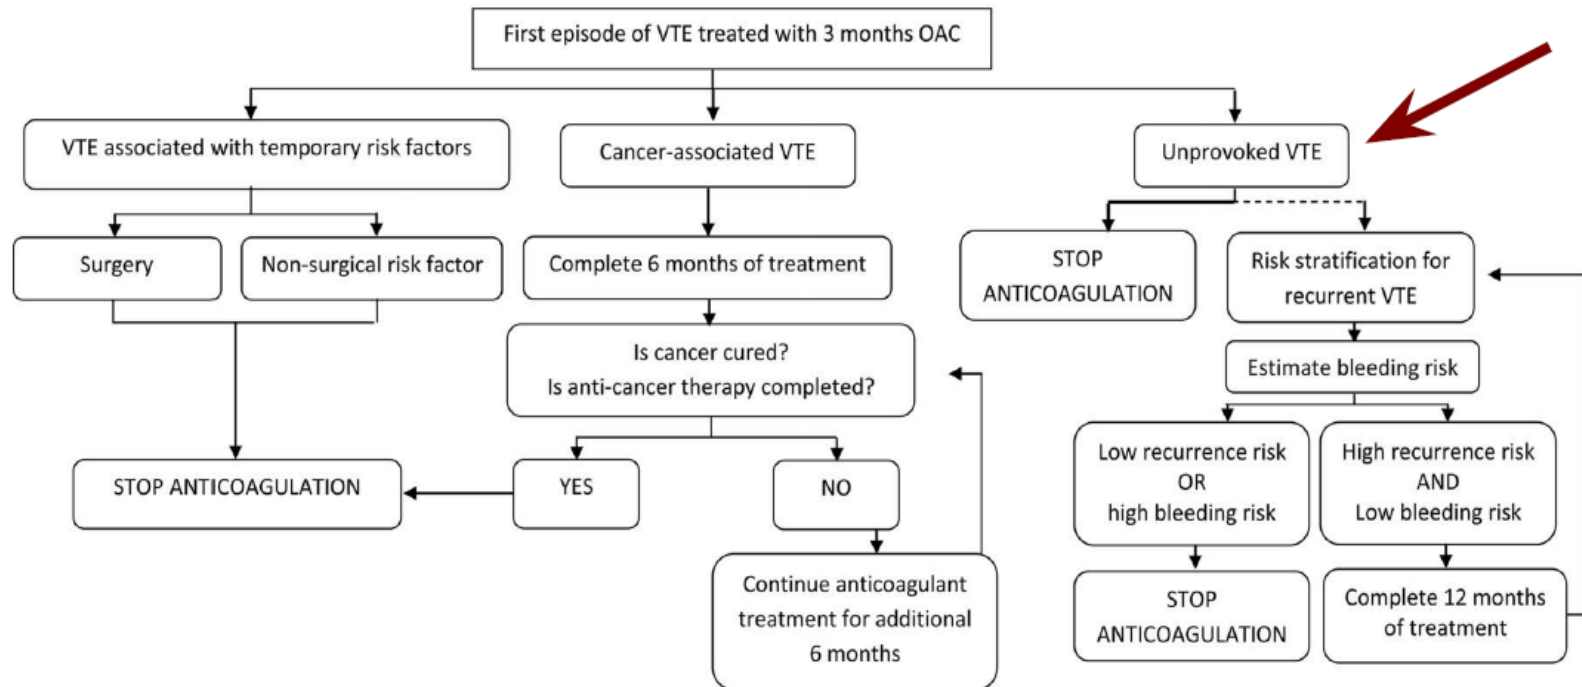 First episode of VTE treated with 3 months OAC
VTE associated with temporary risk factors
Cancer-associated VTE
Unprovoked VTE
Surgery
Non-surgical risk factor
Complete 6 months of treatment
STOP
ANTICOAGULATION
Risk stratification for
recurrent VTE
Is cancer cured?
Is anti-cancer therapy completed?
Estimate bleeding risk
STOP ANTICOAGULATION
YES
NO
Low recurrence risk
OR
high bleeding risk
High recurrence risk
AND
Low bleeding risk
Continue anticoagulant
treatment for additional
6 months
STOP
ANTICOAGULATION
Complete 12 months
of treatment